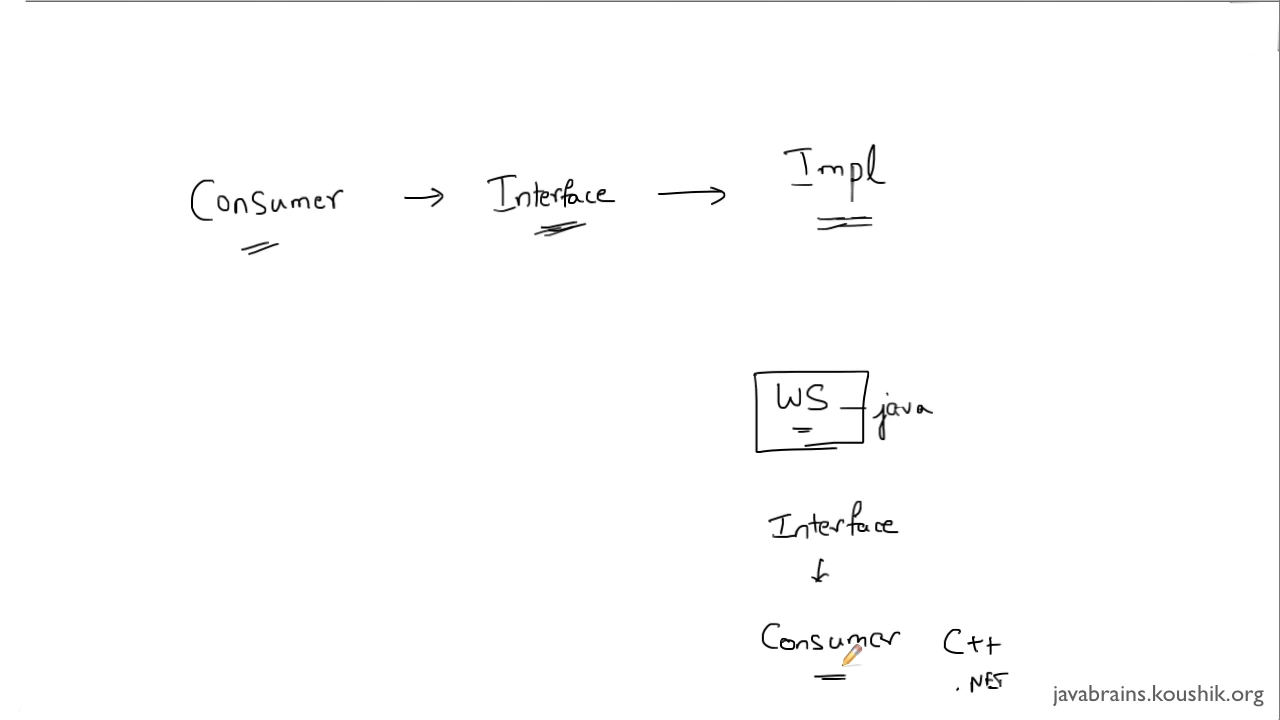 Consumer → Interface → Impl
WS - java
Interface
↓
Consumer C++
.NET
javabrains.koushik.org